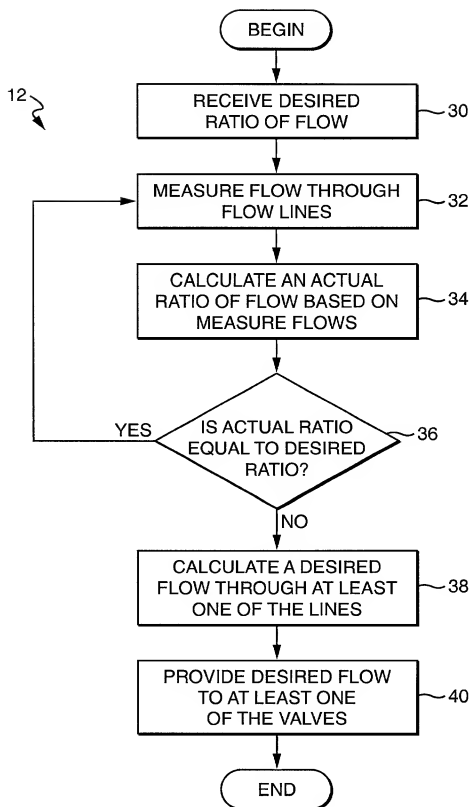 BEGIN
12
RECEIVE DESIRED
RATIO OF FLOW
30
MEASURE FLOW THROUGH
FLOW LINES
32
CALCULATE AN ACTUAL
RATIO OF FLOW BASED ON
MEASURE FLOWS
34
YES
IS ACTUAL RATIO
EQUAL TO DESIRED
RATIO?
36
NO
CALCULATE A DESIRED
FLOW THROUGH AT LEAST
ONE OF THE LINES
38
PROVIDE DESIRED FLOW
TO AT LEAST ONE
OF THE VALVES
40
END